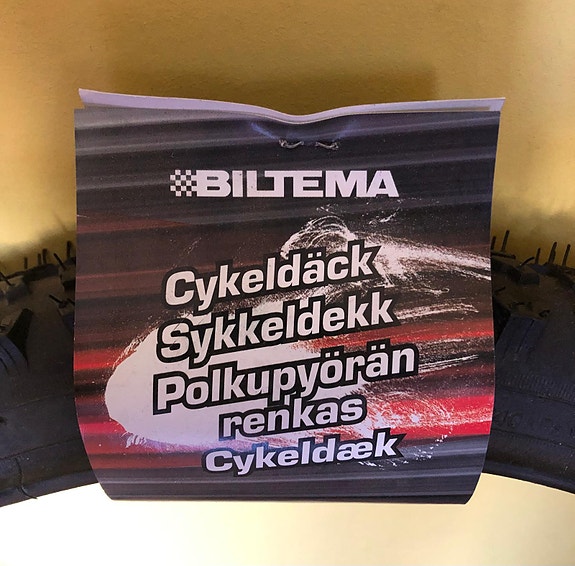 BILTEMA
Cykeldäck
Sykkeldekk
Polkupyörän
renkas
Cykeldæk